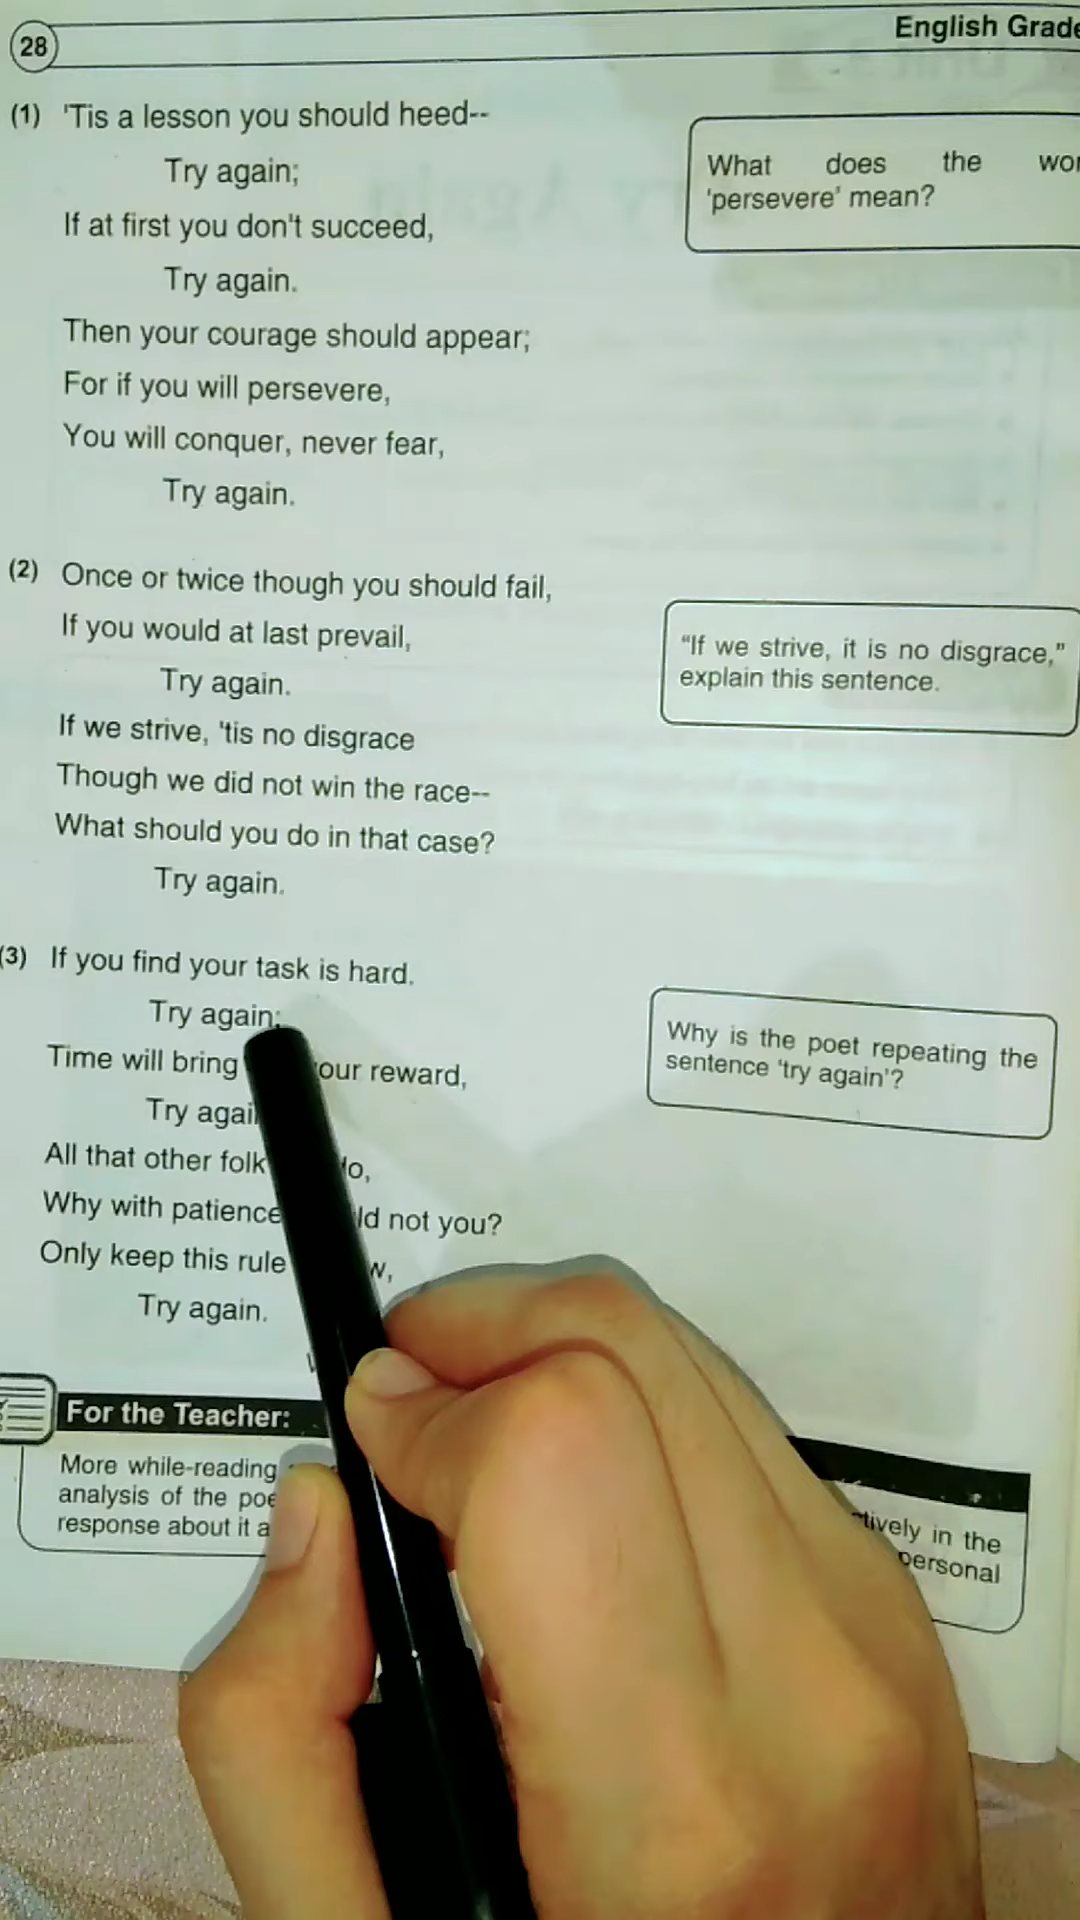 28
English Grade
(1) 'Tis a lesson you should heed--
Try again;
If at first you don't succeed,
Try again.
Then your courage should appear;
For if you will persevere,
You will conquer, never fear,
Try again.
What does the
'persevere' mean?
(2) Once or twice though you should fail,
If you would at last prevail,
Try again.
If we strive, 'tis no disgrace
Though we did not win the race--
What should you do in that case?
Try again.
"If we strive, it is no disgrace,"
explain this sentence.
(3) If you find your task is hard.
Try again;
Time will bring our reward,
Try agai
All that other folk do,
Why with patience ld not you?
Only keep this rule w,
Try again.
Why is the poet repeating the
sentence 'try again'?
For the Teacher:
More while-reading
analysis of the poe tively in the
response about it a personal